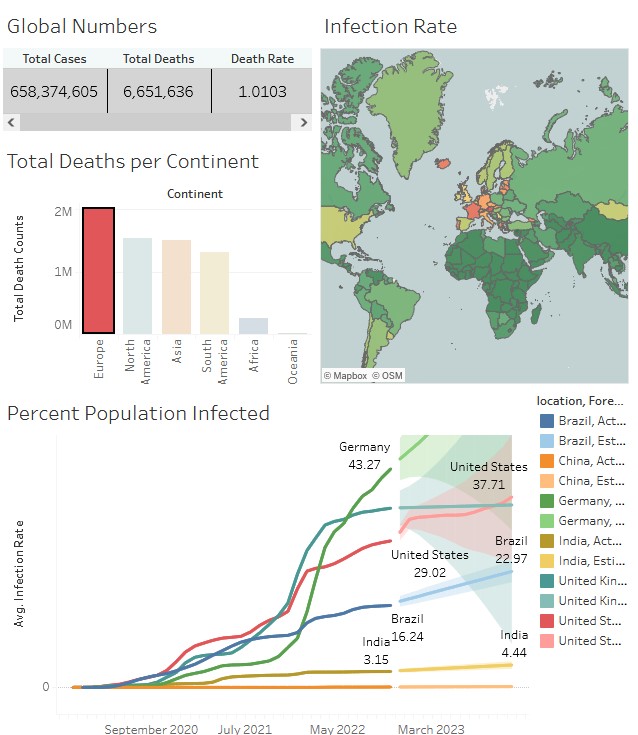 Global Numbers
Total Cases Total Deaths Death Rate
658,374,605 6,651,636 1.0103
Infection Rate
© Mapbox © OSM
Total Deaths per Continent
Continent
Total Death Counts
2M
1M
0M
Europe
North
America
Asia
South
America
Africa
Oceania
Percent Population Infected
Avg. Infection Rate
0
Germany
43.27
United States
37.71
United States
29.02
Brazil
22.97
Brazil
16.24
India
3.15
India
4.44
September 2020 July 2021 May 2022 March 2023
location, Fore...
Brazil, Act...
Brazil, Est...
China, Act...
China, Est...
Germany, ...
Germany, ...
India, Act...
India, Esti...
United Kin...
United Kin...
United St...
United St...